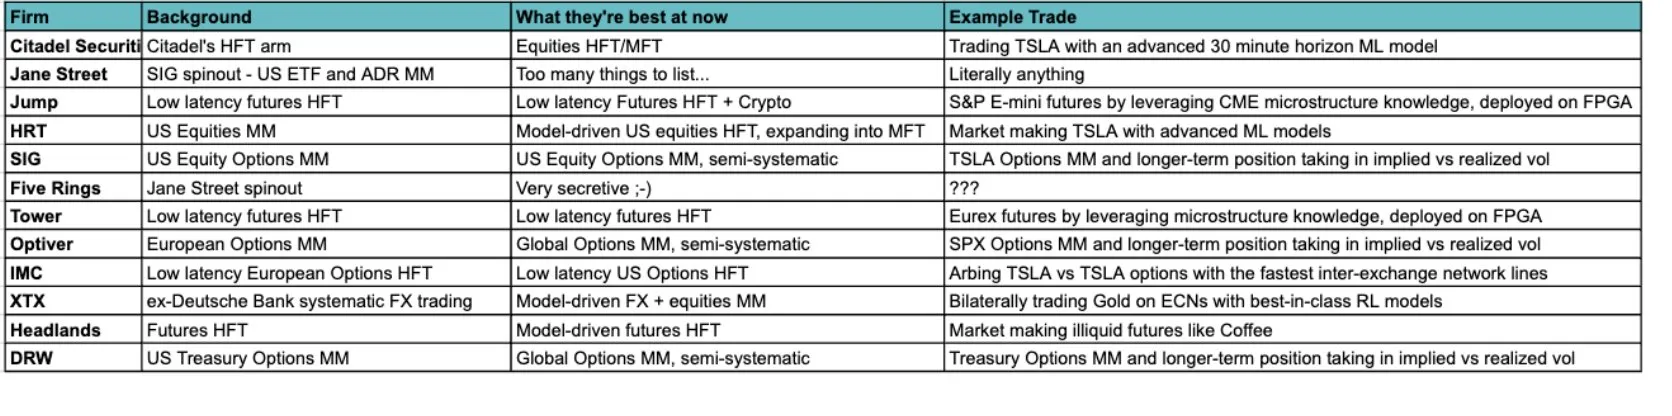 Firm Background What they're best at now Example Trade
Citadel Securiti Citadel's HFT arm Equities HFT/MFT Trading TSLA with an advanced 30 minute horizon ML model
Jane Street SIG spinout - US ETF and ADR MM Too many things to list... Literally anything
Jump Low latency futures HFT Low latency Futures HFT + Crypto S&P E-mini futures by leveraging CME microstructure knowledge, deployed on FPGA
HRT US Equities MM Model-driven US equities HFT, expanding into MFT Market making TSLA with advanced ML models
SIG US Equity Options MM US Equity Options MM, semi-systematic TSLA Options MM and longer-term position taking in implied vs realized vol
Five Rings Jane Street spinout Very secretive ;-) ???
Tower Low latency futures HFT Low latency futures HFT Eurex futures by leveraging microstructure knowledge, deployed on FPGA
Optiver European Options MM Global Options MM, semi-systematic SPX Options MM and longer-term position taking in implied vs realized vol
IMC Low latency European Options HFT Low latency US Options HFT Arbing TSLA vs TSLA options with the fastest inter-exchange network lines
XTX ex-Deutsche Bank systematic FX trading Model-driven FX + equities MM Bilaterally trading Gold on ECNs with best-in-class RL models
Headlands Futures HFT Model-driven futures HFT Market making illiquid futures like Coffee
DRW US Treasury Options MM Global Options MM, semi-systematic Treasury Options MM and longer-term position taking in implied vs realized vol